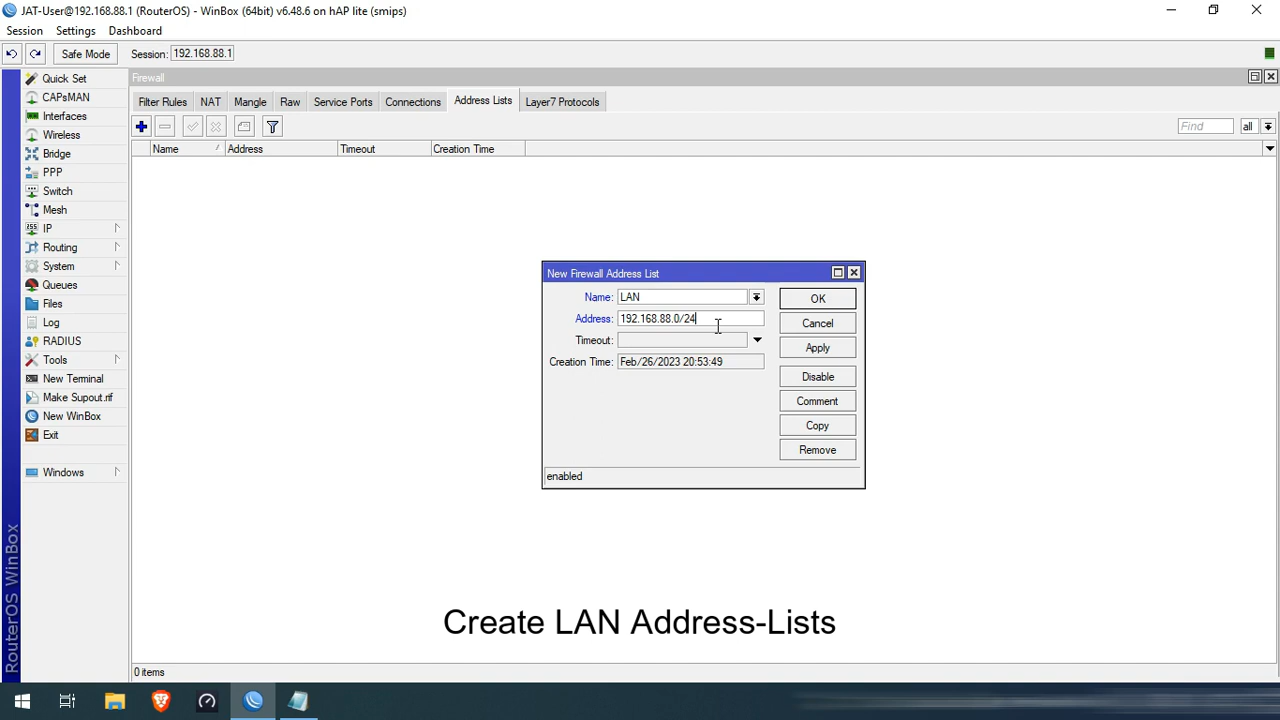 JAT-User@192.168.88.1 (RouterOS) - WinBox (64bit) v6.48.6 on hAP lite (smips)
Session Settings Dashboard
Safe Mode Session: 192.168.88.1
Quick Set
CAPsMAN
Interfaces
Wireless
Bridge
PPP
Switch
Mesh
IP
Routing
System
Queues
Files
Log
RADIUS
Tools
New Terminal
Make Supout.rif
New WinBox
Exit
Windows
RouterOS WinBox
Firewall
Filter Rules NAT Mangle Raw Service Ports Connections Address Lists Layer7 Protocols
Find all
Name Address Timeout Creation Time
New Firewall Address List
Name: LAN
Address: 192.168.88.0/24
Timeout:
Creation Time: Feb/26/2023 20:53:49
OK
Cancel
Apply
Disable
Comment
Copy
Remove
enabled
Create LAN Address-Lists
0 items